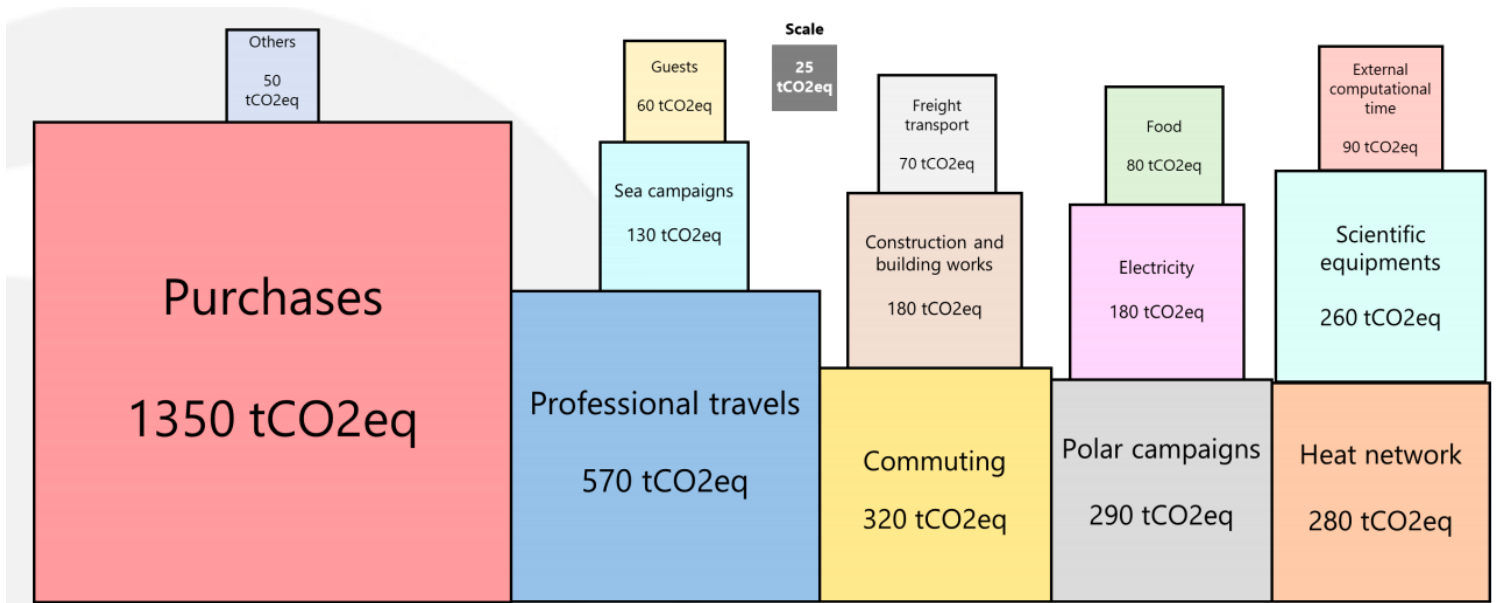 Others
50
tCO2eq
Purchases
1350 tCO2eq
Guests
60 tCO2eq
Sea campaigns
130 tCO2eq
Professional travels
570 tCO2eq
Scale
25
tCO2eq
Freight
transport
70 tCO2eq
Construction and
building works
180 tCO2eq
Commuting
320 tCO2eq
Food
80 tCO2eq
Electricity
180 tCO2eq
Polar campaigns
290 tCO2eq
External
computational
time
90 tCO2eq
Scientific
equipments
260 tCO2eq
Heat network
280 tCO2eq